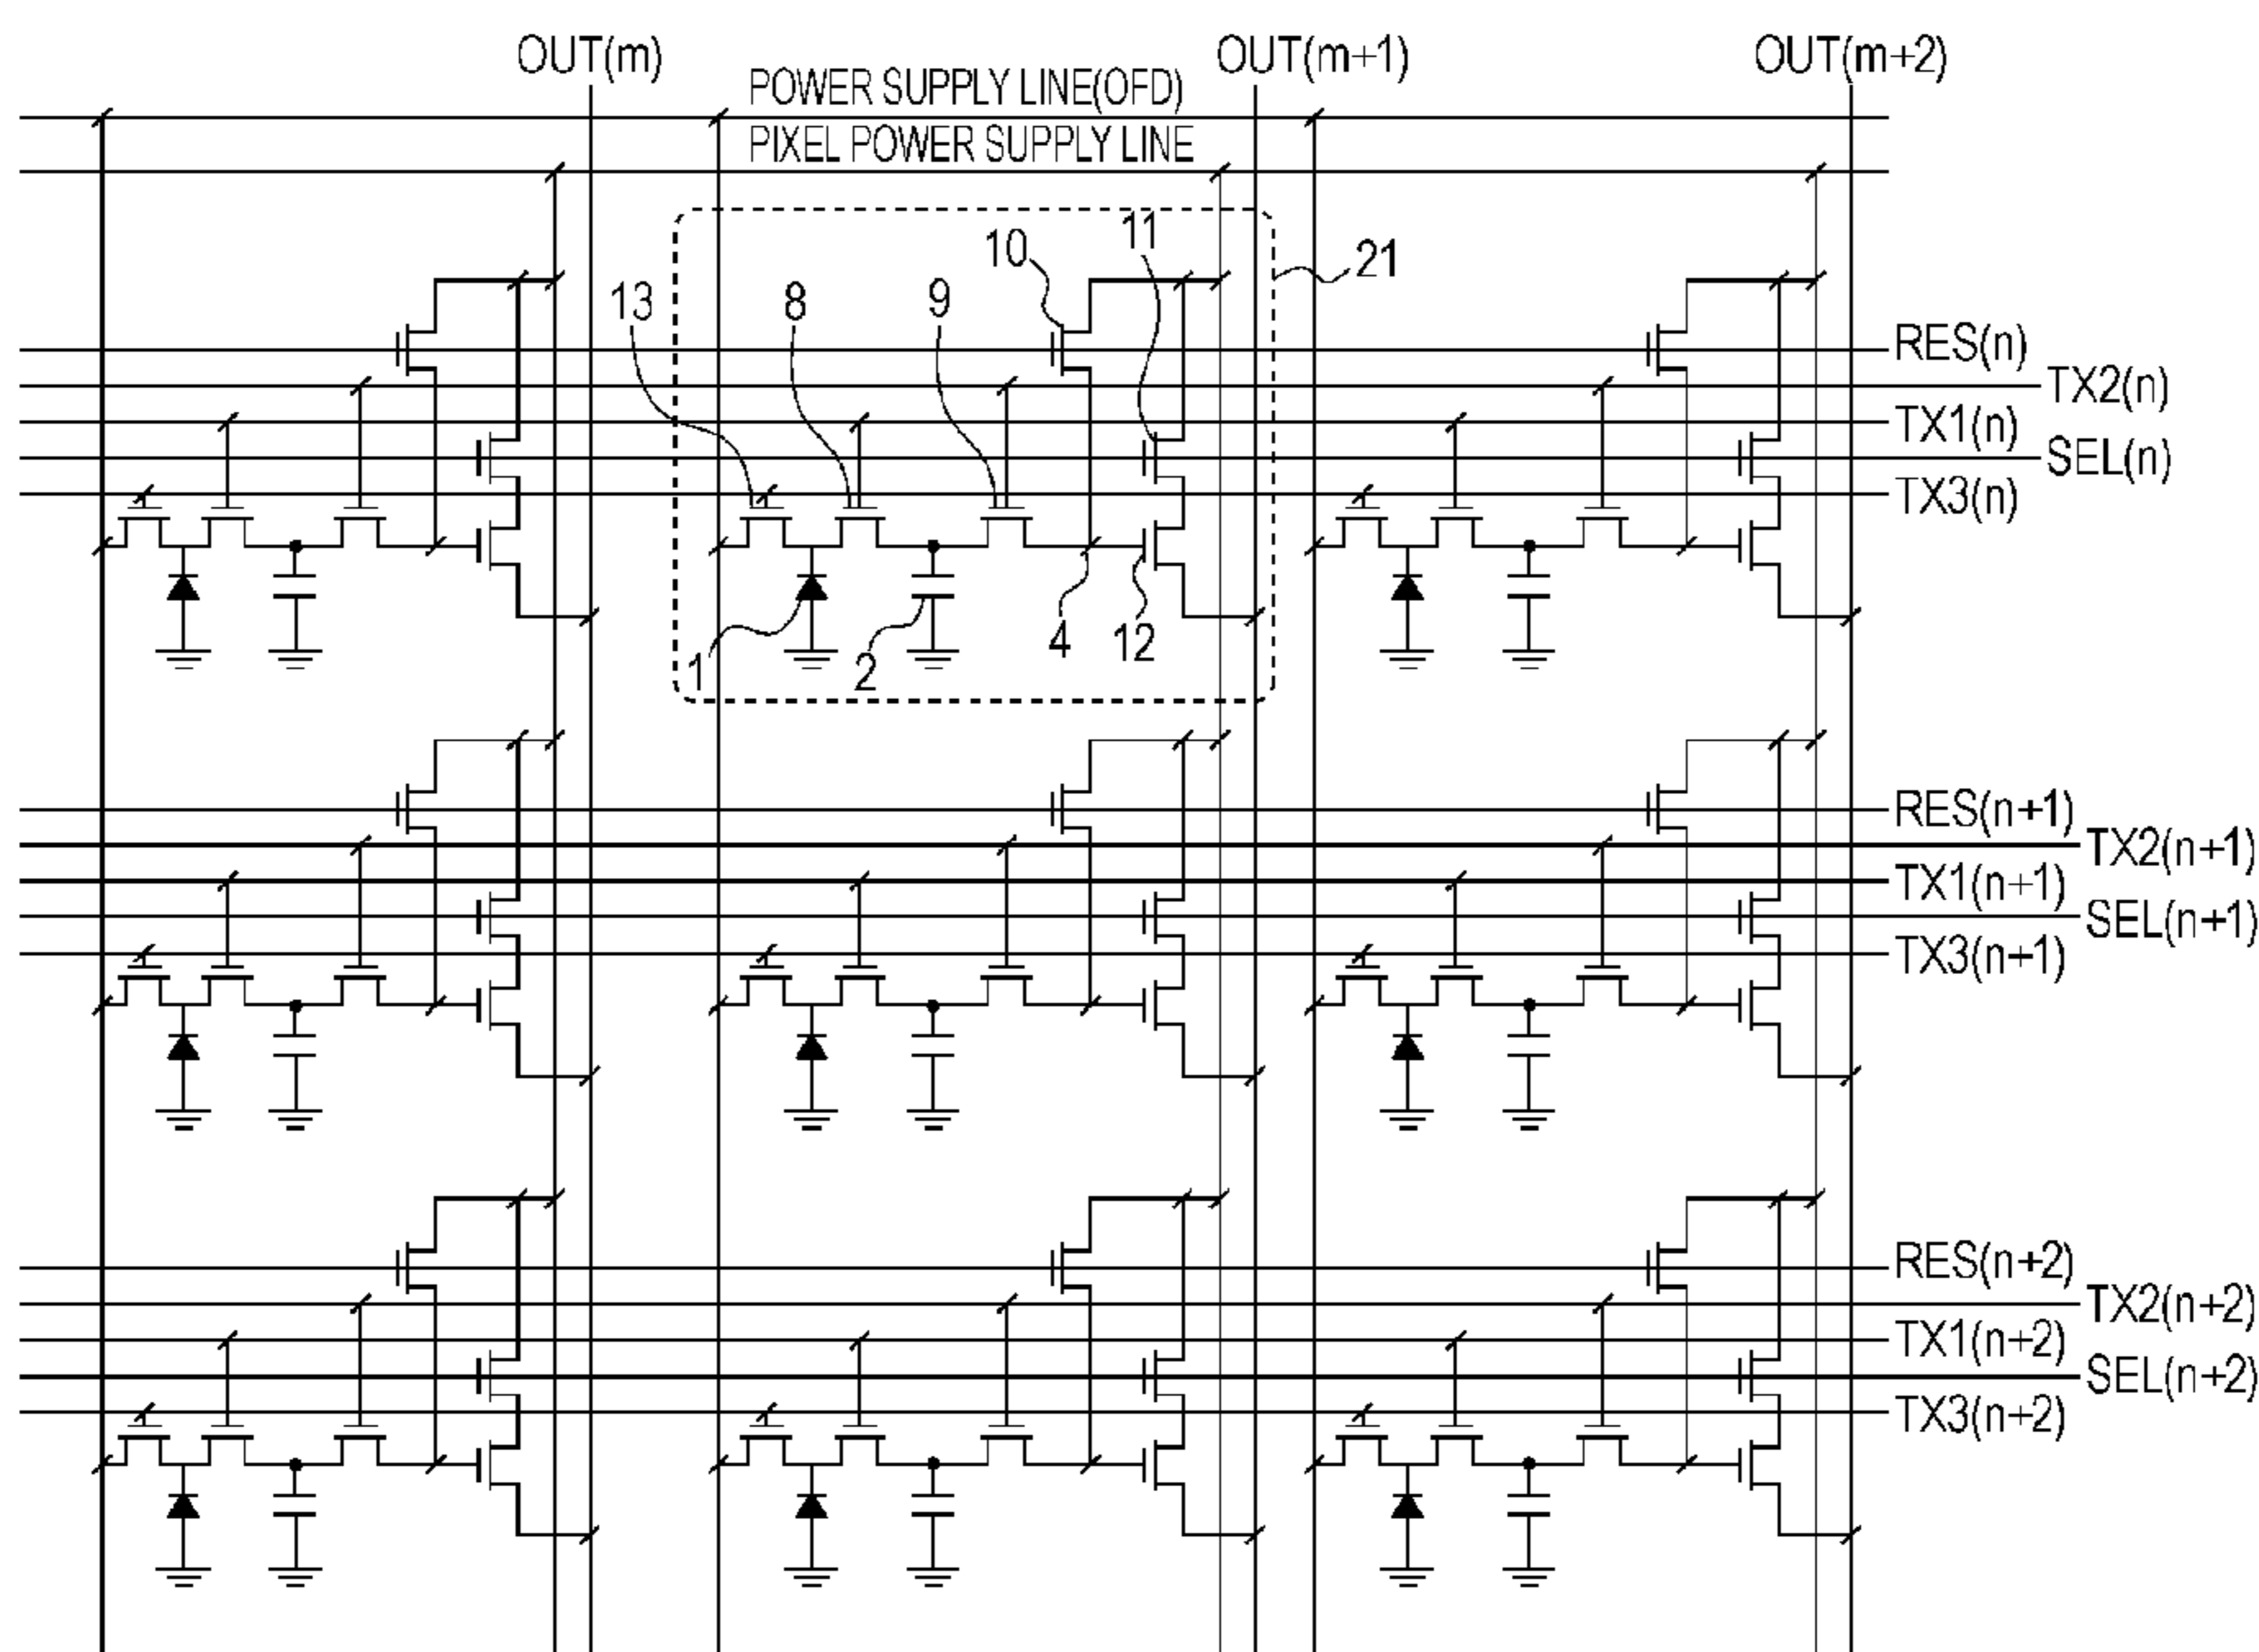 OUT(m)
OUT(m+1)
OUT(m+2)
POWER SUPPLY LINE(OFD)
PIXEL POWER SUPPLY LINE
11
10
21
13
8
9
RES(n)
TX2(n)
TX1(n)
SEL(n)
TX3(n)
1
2
4
12
RES(n+1)
TX2(n+1)
TX1(n+1)
SEL(n+1)
TX3(n+1)
RES(n+2)
TX2(n+2)
TX1(n+2)
SEL(n+2)
TX3(n+2)